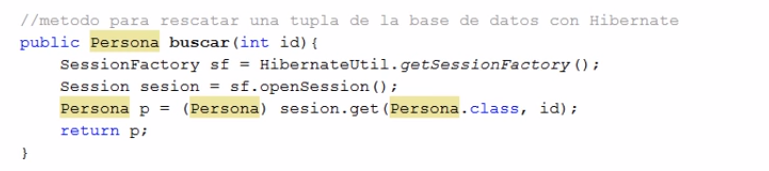 //metodo para rescatar una tupla de la base de datos con Hibernate
public Persona buscar(int id){
    SessionFactory sf = HibernateUtil.getSessionFactory();
    Session sesion = sf.openSession();
    Persona p = (Persona) sesion.get(Persona.class, id);
    return p;
}